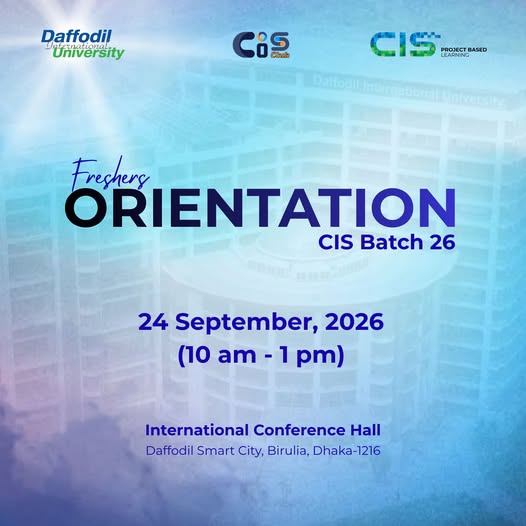 Daffodil
International
University
CIS
Club
CIS
PROJECT BASED
LEARNING
Daffodil International University
Freshers
ORIENTATION
CIS Batch 26
24 September, 2026
(10 am - 1 pm)
International Conference Hall
Daffodil Smart City, Birulia, Dhaka-1216